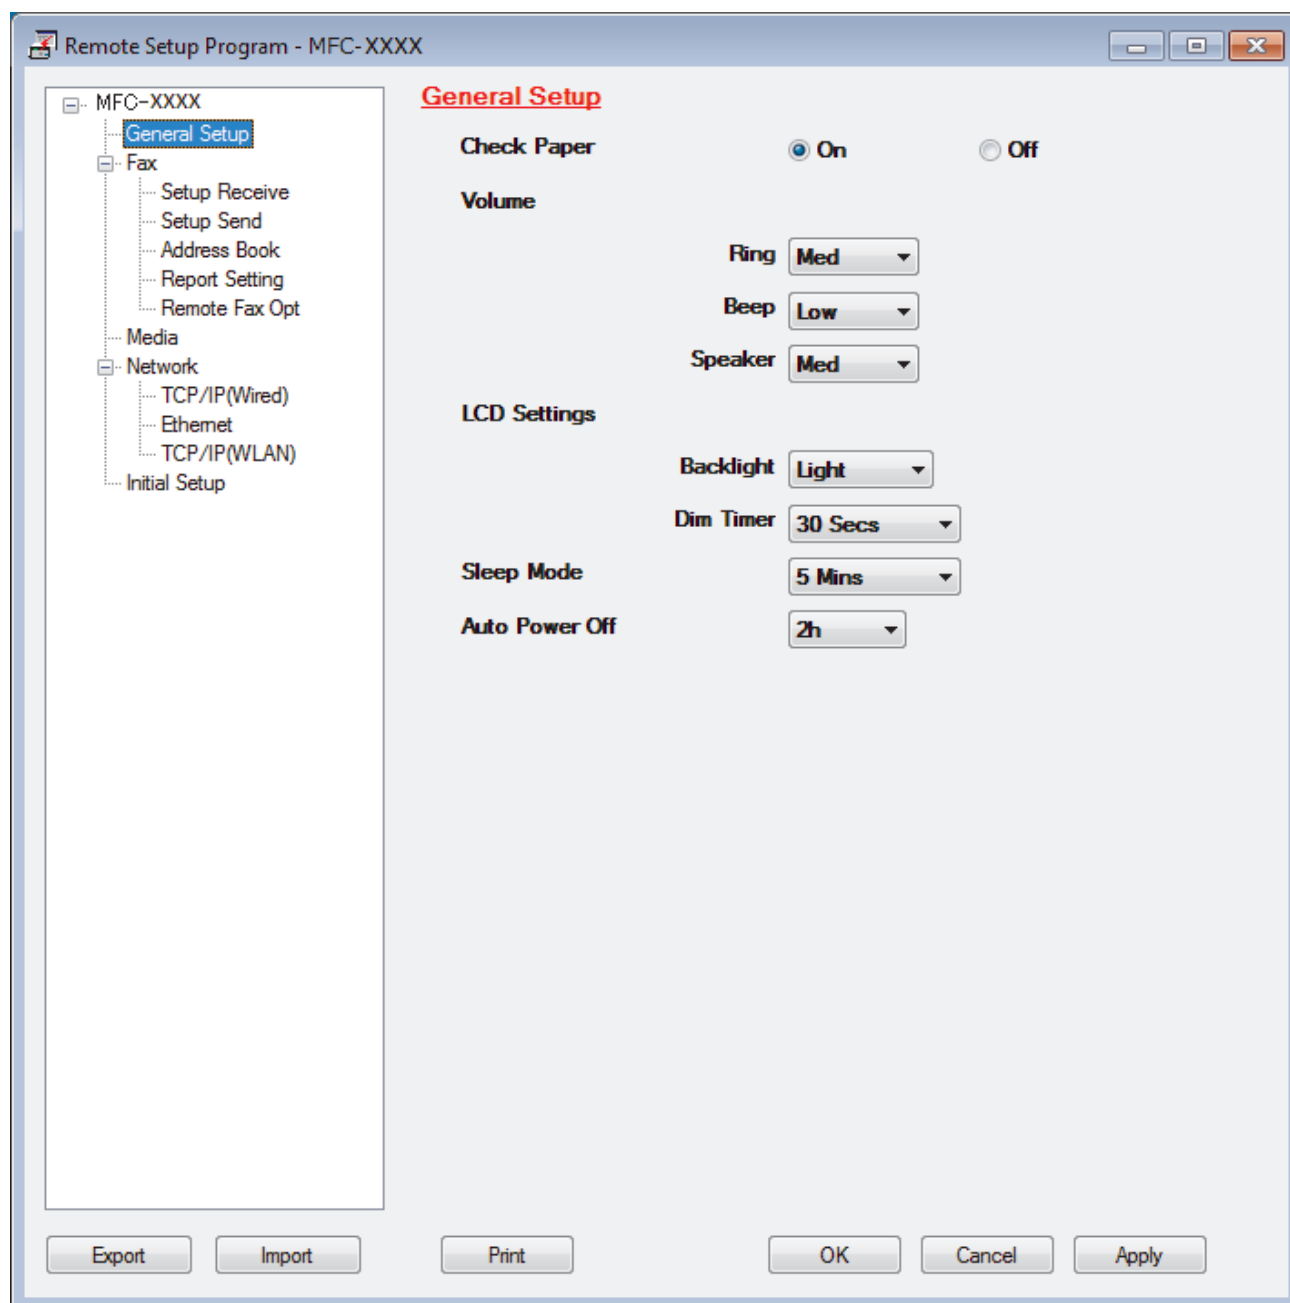 Remote Setup Program - MFC-XXXX
MFC-XXXX
General Setup
Fax
Setup Receive
Setup Send
Address Book
Report Setting
Remote Fax Opt
Media
Network
TCP/IP(Wired)
Ethernet
TCP/IP(WLAN)
Initial Setup
General Setup
Check Paper On Off
Volume
Ring Med
Beep Low
Speaker Med
LCD Settings
Backlight Light
Dim Timer 30 Secs
Sleep Mode 5 Mins
Auto Power Off 2h
Export Import Print OK Cancel Apply